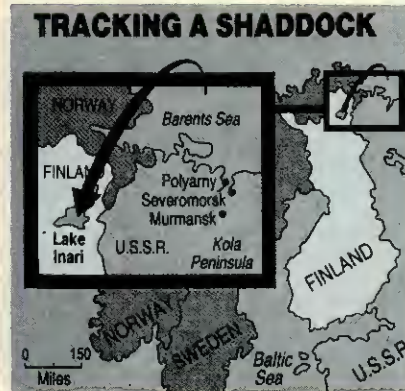 TRACKING A SHADDOCK
NORWAY
Barents Sea
FINLAND
Polyarny
Severomorsk
Murmansk
Lake
Inari
U.S.S.R.
Kola
Peninsula
FINLAND
NORWAY
SWEDEN
Baltic
Sea
U.S.S.R.
0 150
Miles